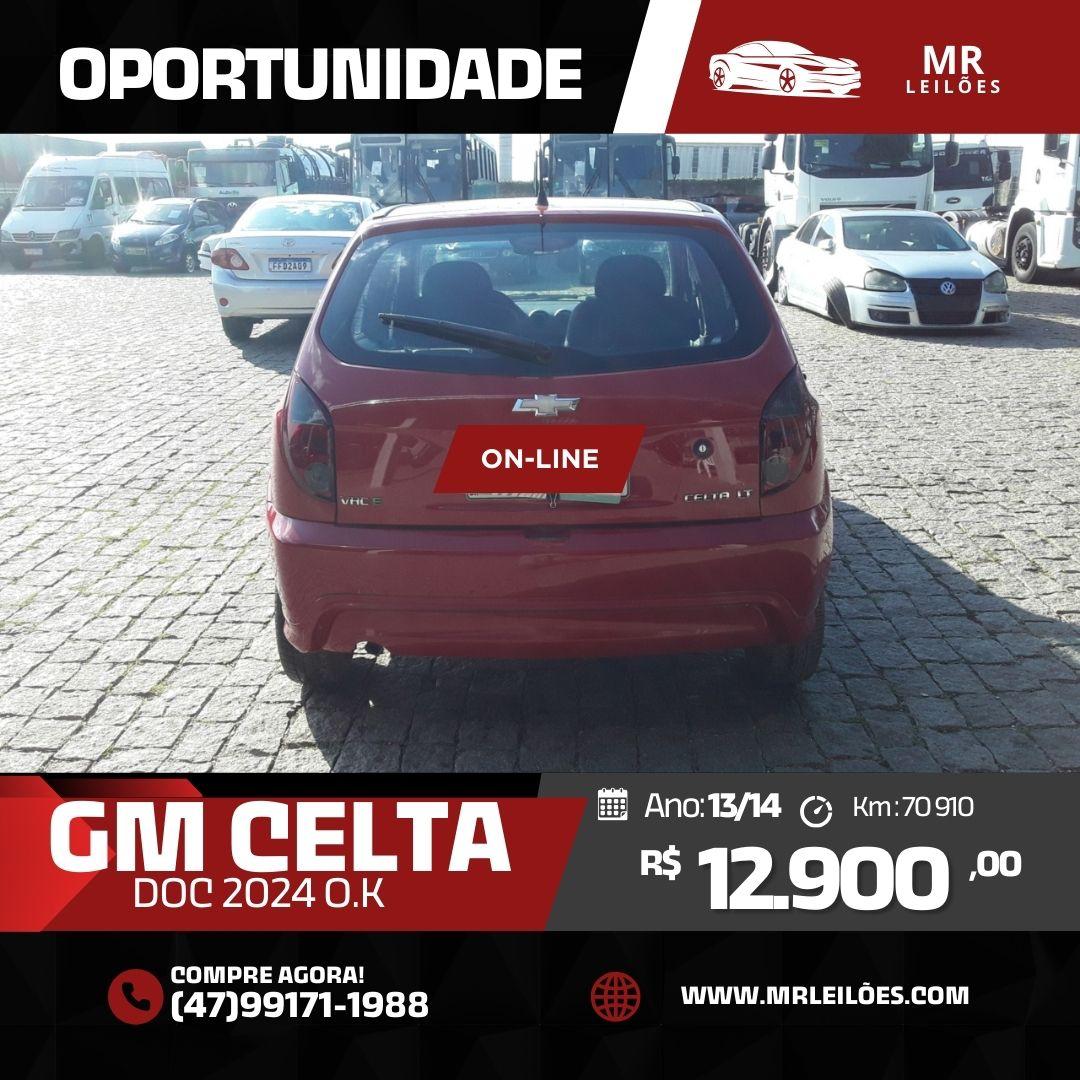 OPORTUNIDADE
MR
LEILÕES
FFD2A09
ON-LINE
VHC E
CELTA LT
GM CELTA
DOC 2024 O.K
Ano: 13/14
Km : 70 910
R$ 12.900 ,00
COMPRE AGORA!
(47)99171-1988
WWW.MRLEILÕES.COM